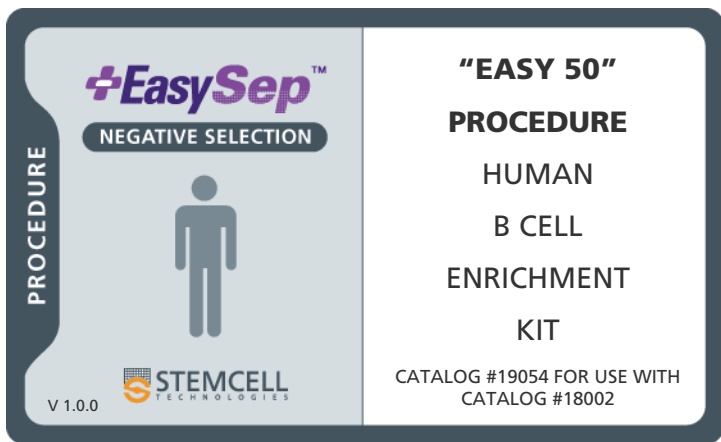 PROCEDURE
EasySep™
NEGATIVE SELECTION
STEMCELL
TECHNOLOGIES
V 1.0.0
“EASY 50”
PROCEDURE
HUMAN
B CELL
ENRICHMENT
KIT
CATALOG #19054 FOR USE WITH
CATALOG #18002